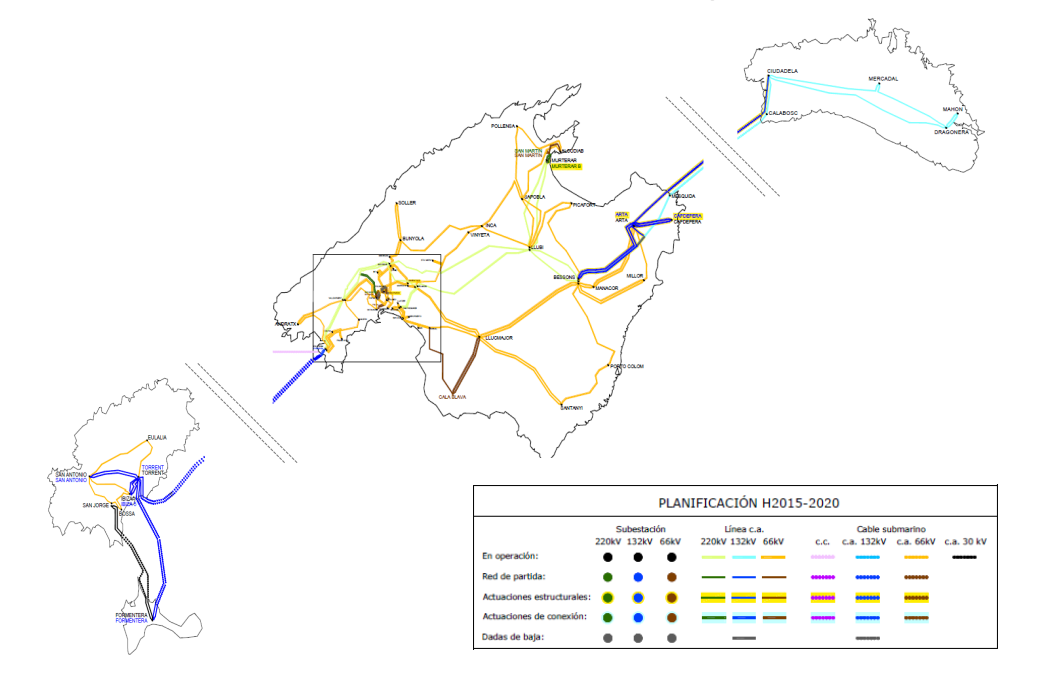 CIUDADELA
MERCADAL
CALABOSC
MAHON
DRAGONERA
POLLENSA
SAN MARTIN
SAN MARTIN
ALCUDIAB
MURTERAR
MURTERAR B
SAPOBLA
PICAFORT
MESQUIDA
SOLLER
ARTA
ARTA
CAPDEPERA
CAPDEPERA
INCA
VINYETA
BUNYOLA
LLUBI
BESSONS
MILLOR
MANACOR
ANDRATX
LLUCMAJOR
PORTO COLOM
CALA BLAVA
SANTANYI
EULALIA
TORRENT
TORRENT
SAN ANTONIO
SAN ANTONIO
IBIZA
SAN JORGE
BOSSA
FORMENTERA
FORMENTERA
PLANIFICACIÓN H2015-2020
Subestación Línea c.a. Cable submarino
220kV 132kV 66kV 220kV 132kV 66kV c.c. c.a. 132kV c.a. 66kV c.a. 30 kV
En operación:
Red de partida:
Actuaciones estructurales:
Actuaciones de conexión:
Dadas de baja: